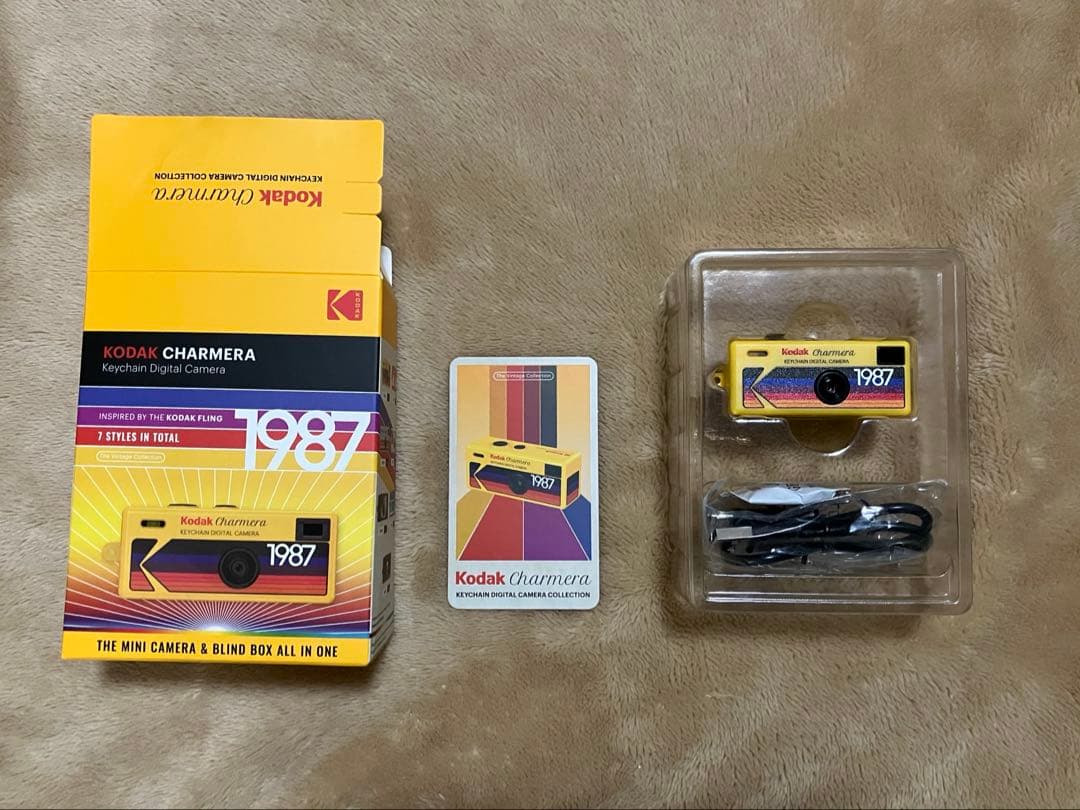 KEYCHAIN DIGITAL CAMERA COLLECTION
Kodak Charmera
KODAK
KODAK CHARMERA
Keychain Digital Camera
INSPIRED BY THE KODAK FLING
1987
7 STYLES IN TOTAL
The Vintage Collection
Kodak Charmera
KEYCHAIN DIGITAL CAMERA
1987
THE MINI CAMERA & BLIND BOX ALL IN ONE
The Vintage Collection
Kodak Charmera
KEYCHAIN DIGITAL CAMERA
1987
Kodak Charmera
KEYCHAIN DIGITAL CAMERA COLLECTION
Kodak Charmera
KEYCHAIN DIGITAL CAMERA
1987